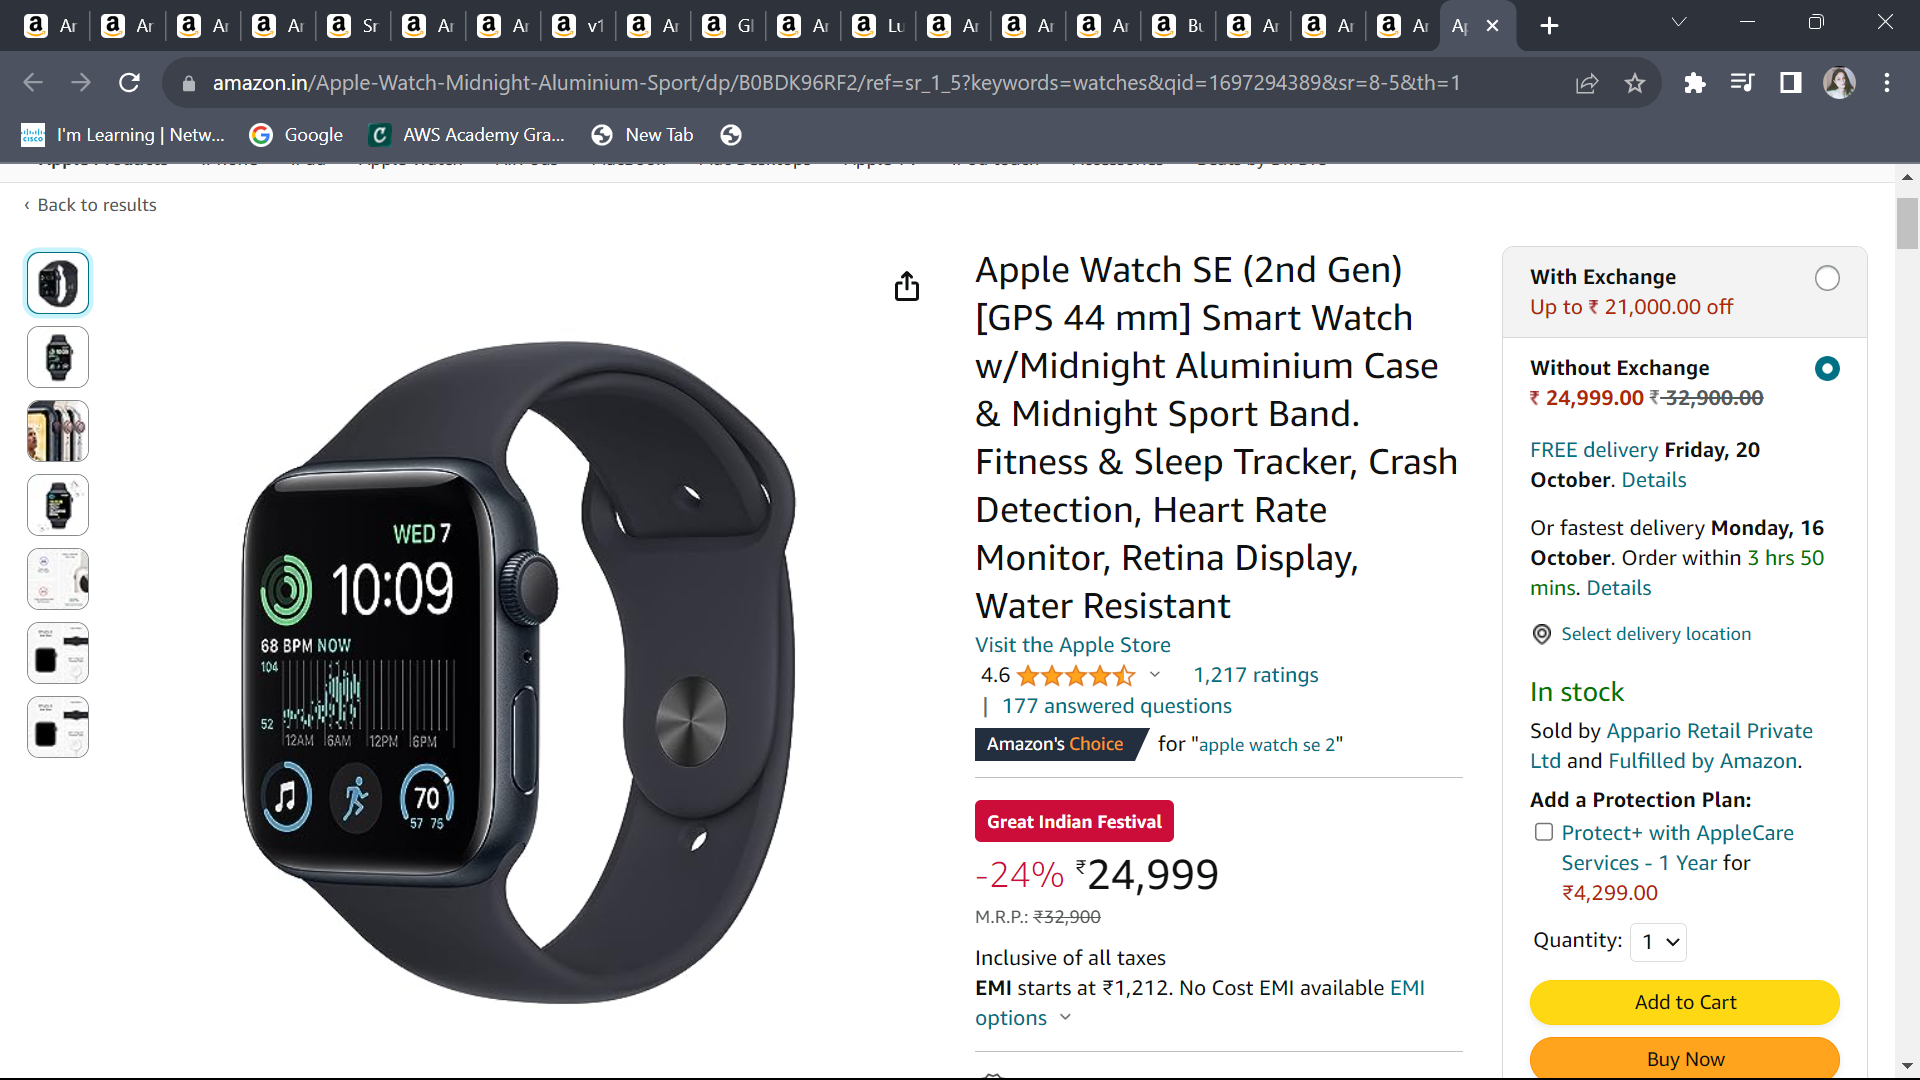 Ar Ar Ar Ar Sr Ar Ar v1 Ar Gl Ar Lu Ar Ar Ar Bu Ar Ar Ar Ap
amazon.in/Apple-Watch-Midnight-Aluminium-Sport/dp/B0BDK96RF2/ref=sr_1_5?keywords=watches&qid=1697294389&sr=8-5&th=1
I'm Learning | Netw... Google AWS Academy Gra... New Tab
‹ Back to results
Apple Watch SE (2nd Gen)
[GPS 44 mm] Smart Watch
w/Midnight Aluminium Case
& Midnight Sport Band.
Fitness & Sleep Tracker, Crash
Detection, Heart Rate
Monitor, Retina Display,
Water Resistant
Visit the Apple Store
4.6 1,217 ratings
| 177 answered questions
Amazon's Choice for "apple watch se 2"
Great Indian Festival
-24% ₹24,999
M.R.P.: ₹32,900
Inclusive of all taxes
EMI starts at ₹1,212. No Cost EMI available EMI
options
WED 7
10:09
68 BPM NOW
104
52
12AM 6AM 12PM 6PM
70
57 75
With Exchange
Up to ₹ 21,000.00 off
Without Exchange
₹ 24,999.00 ₹ 32,900.00
FREE delivery Friday, 20
October. Details
Or fastest delivery Monday, 16
October. Order within 3 hrs 50
mins. Details
Select delivery location
In stock
Sold by Appario Retail Private
Ltd and Fulfilled by Amazon.
Add a Protection Plan:
Protect+ with AppleCare
Services - 1 Year for
₹4,299.00
Quantity: 1
Add to Cart
Buy Now